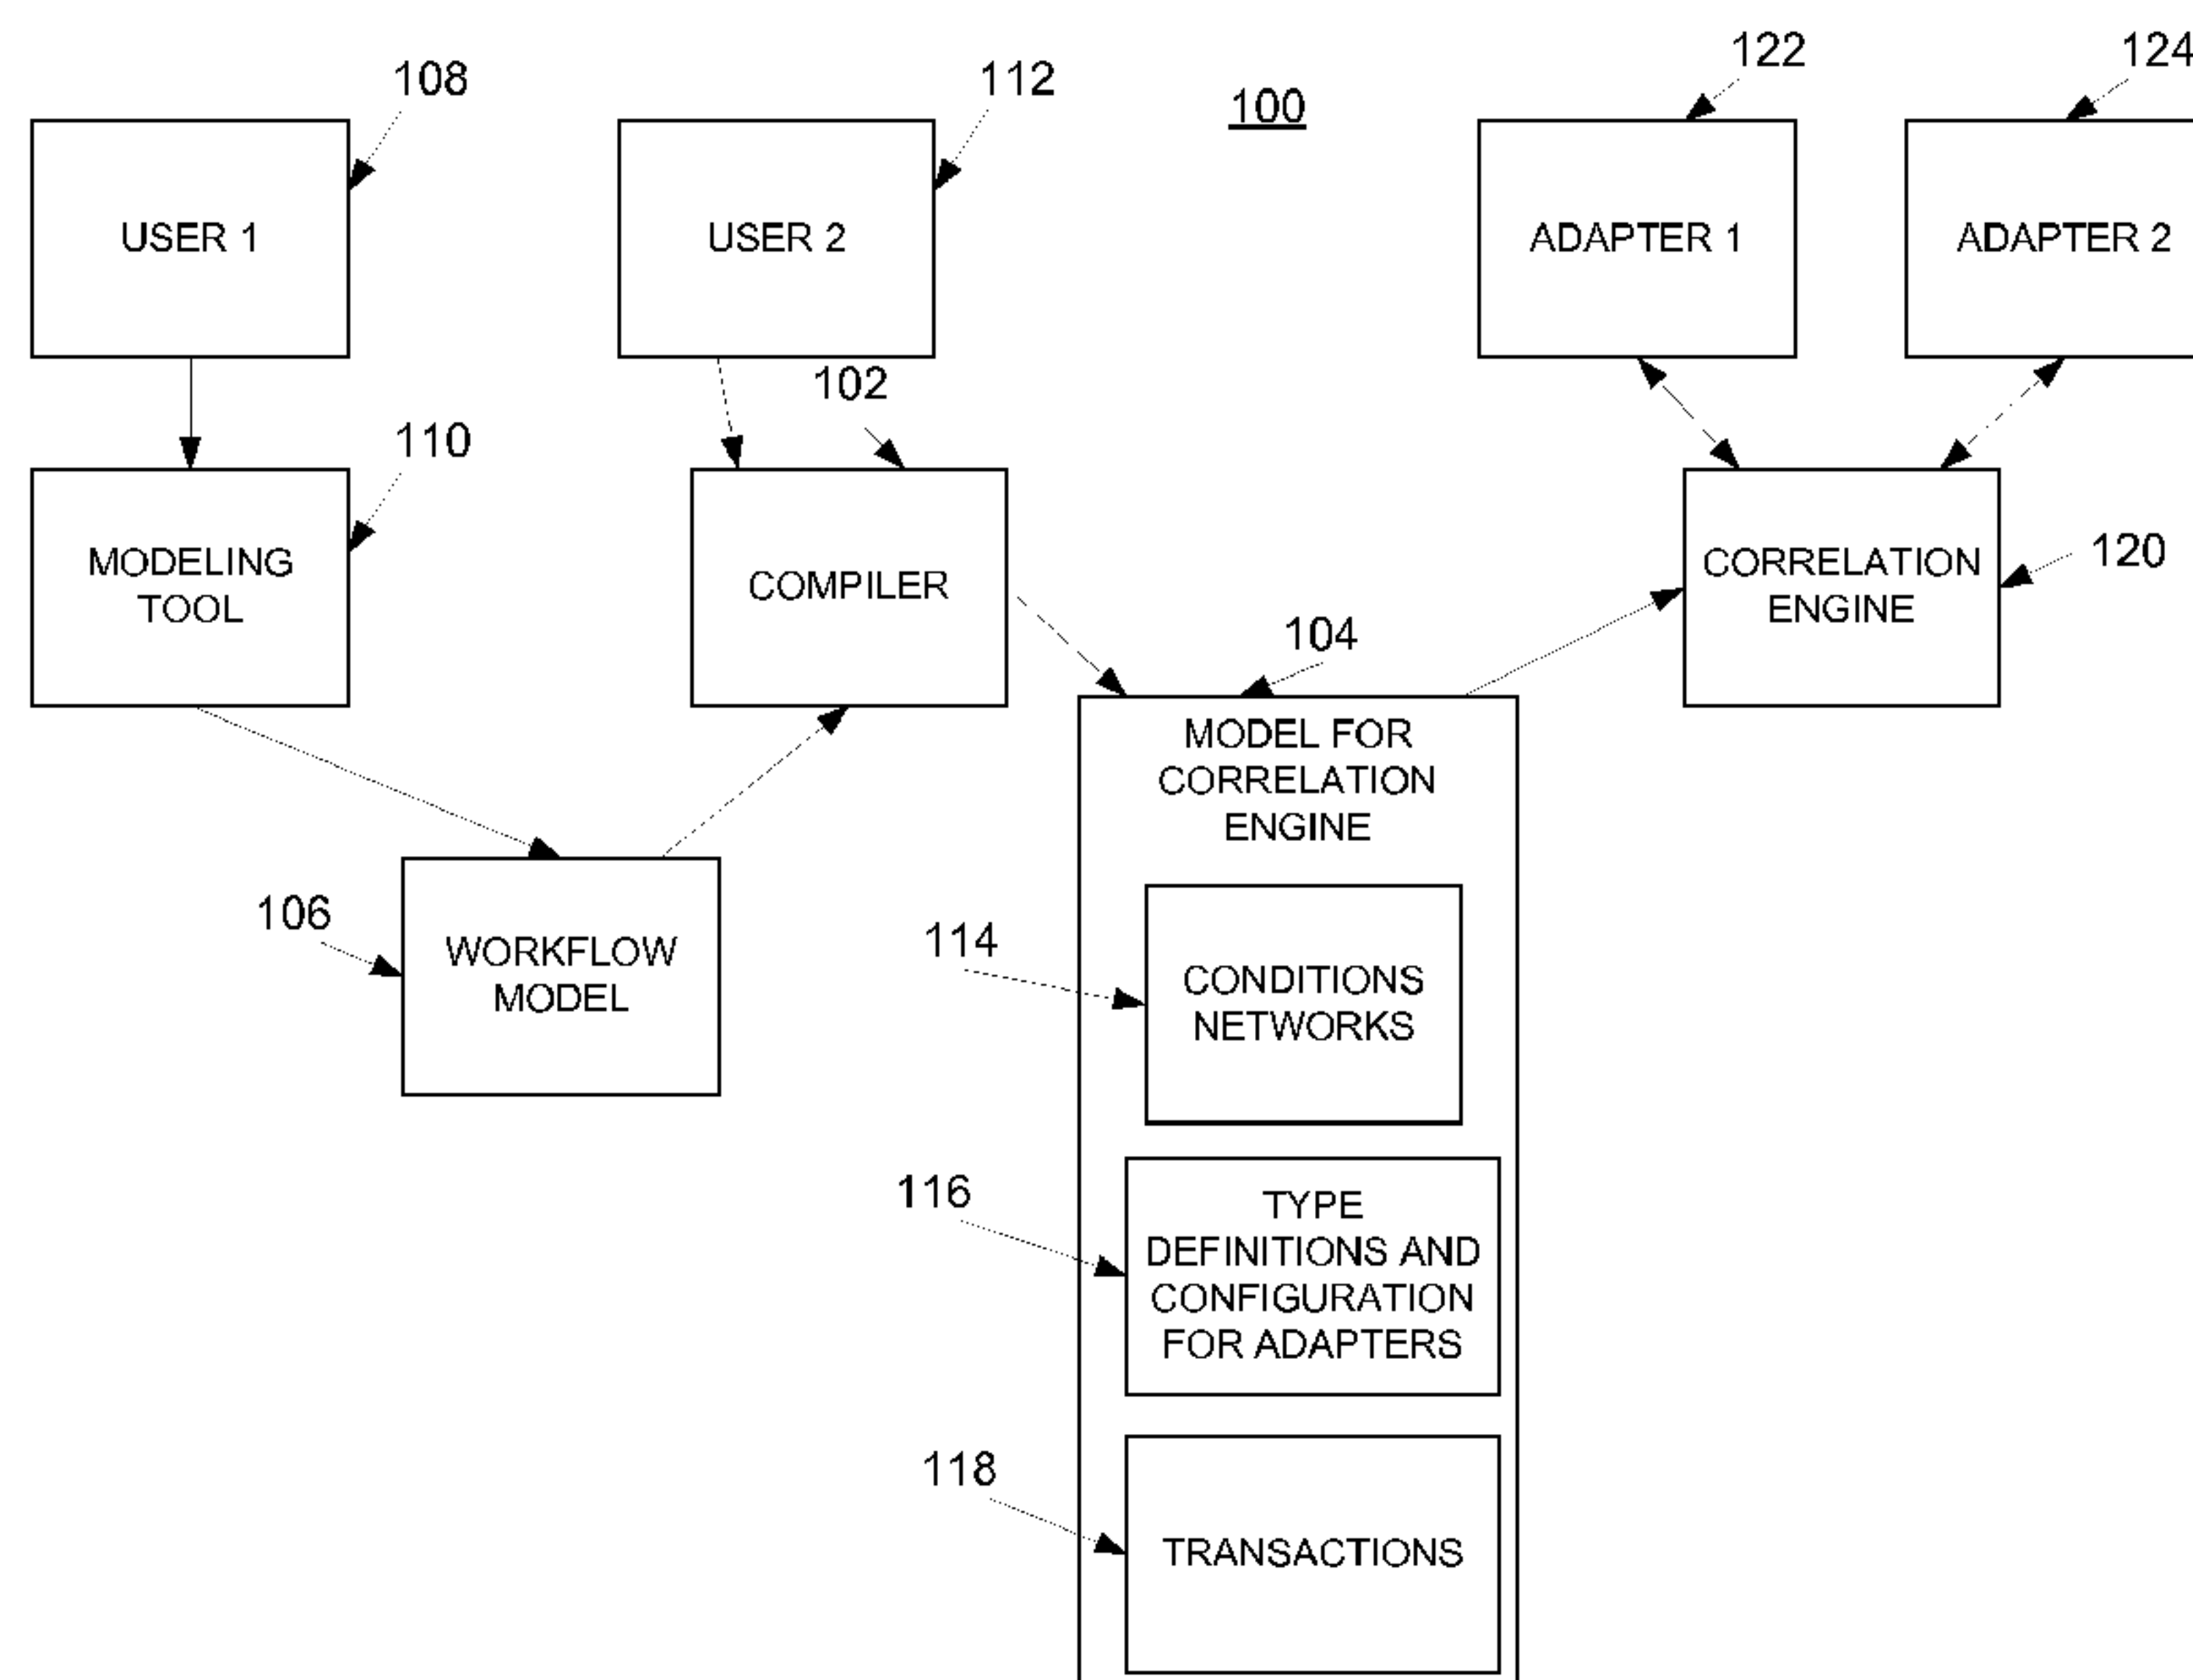 108
112
100
122
124
USER 1
USER 2
ADAPTER 1
ADAPTER 2
102
110
MODELING
TOOL
COMPILER
CORRELATION
ENGINE
120
104
MODEL FOR
CORRELATION
ENGINE
106
WORKFLOW
MODEL
114
CONDITIONS
NETWORKS
116
TYPE
DEFINITIONS AND
CONFIGURATION
FOR ADAPTERS
118
TRANSACTIONS